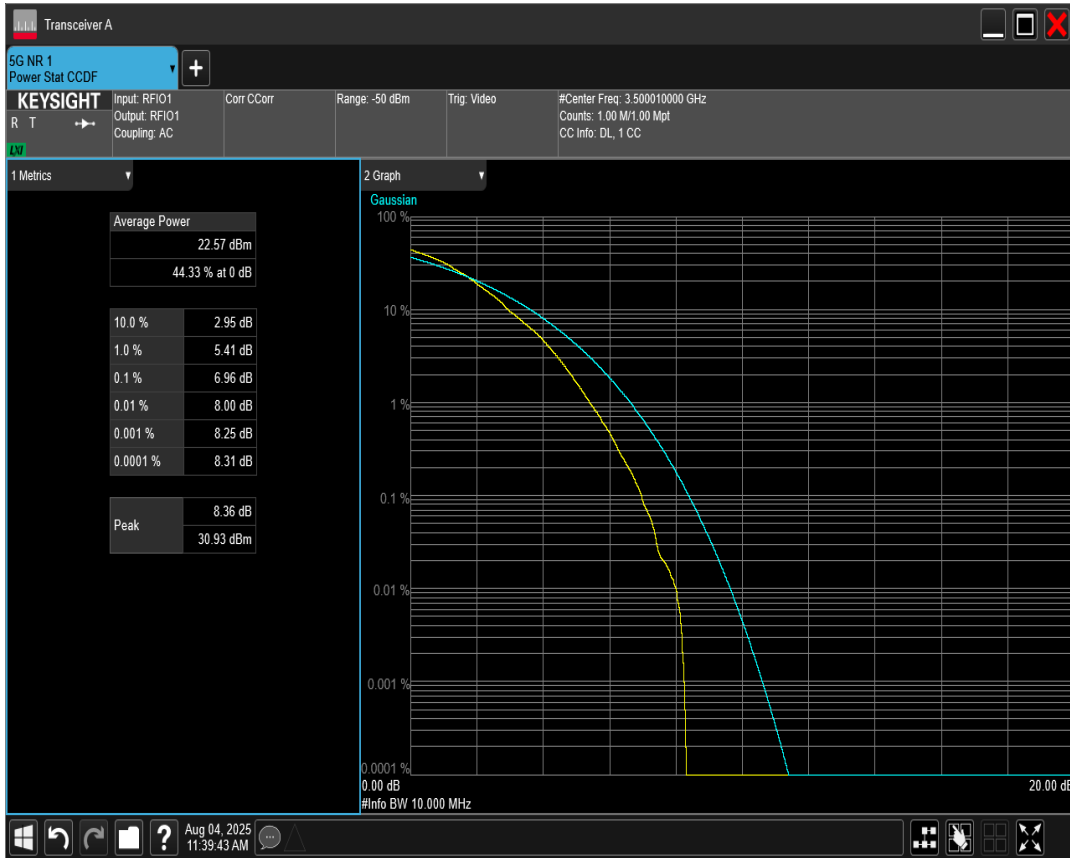 Transceiver A
5G NR 1
Power Stat CCDF
KEYSIGHT
R T
LXI
Input: RFIO1
Output: RFIO1
Coupling: AC
Corr CCorr
Range: -50 dBm
Trig: Video
#Center Freq: 3.500010000 GHz
Counts: 1.00 M/1.00 Mpt
CC Info: DL, 1 CC
1 Metrics
Average Power
22.57 dBm
44.33 % at 0 dB
10.0 % 2.95 dB
1.0 % 5.41 dB
0.1 % 6.96 dB
0.01 % 8.00 dB
0.001 % 8.25 dB
0.0001 % 8.31 dB
Peak
8.36 dB
30.93 dBm
2 Graph
Gaussian
100 %
10 %
1 %
0.1 %
0.01 %
0.001 %
0.0001 %
0.00 dB
20.00 dB
#Info BW 10.000 MHz
?
Aug 04, 2025
11:39:43 AM